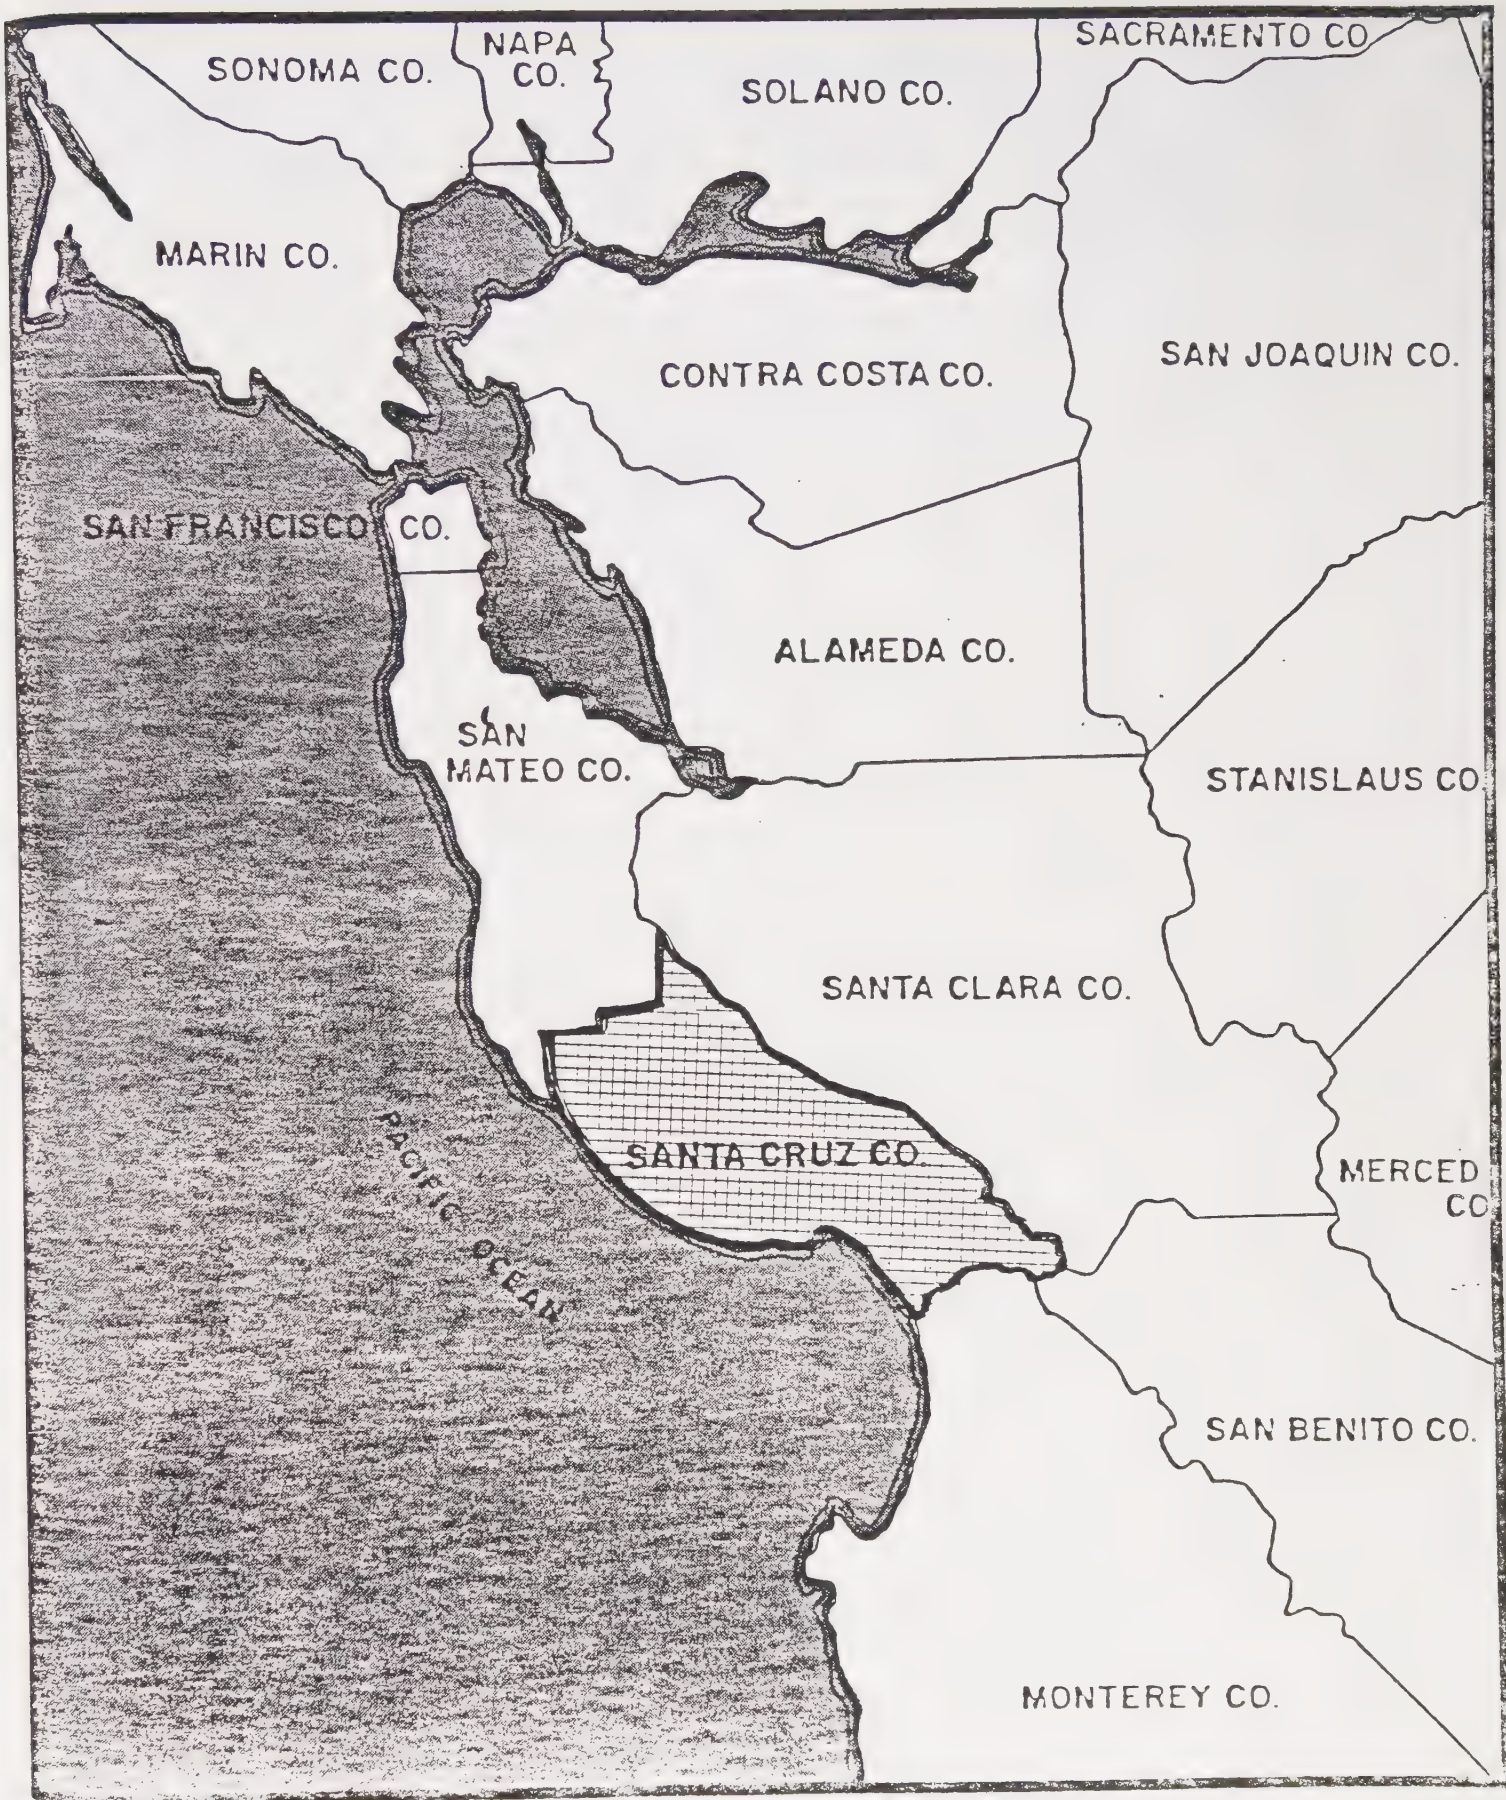 SACRAMENTO CO
NAPA
CO.
SONOMA CO.
SOLANO CO.
MARIN CO.
CONTRA COSTA CO.
SAN JOAQUIN CO.
SAN FRANCISCO CO.
ALAMEDA CO.
SAN
MATEO CO.
STANISLAUS CO.
SANTA CLARA CO.
SANTA CRUZ CO.
PACIFIC OCEAN
MERCED
CO
SAN BENITO CO.
MONTEREY CO.